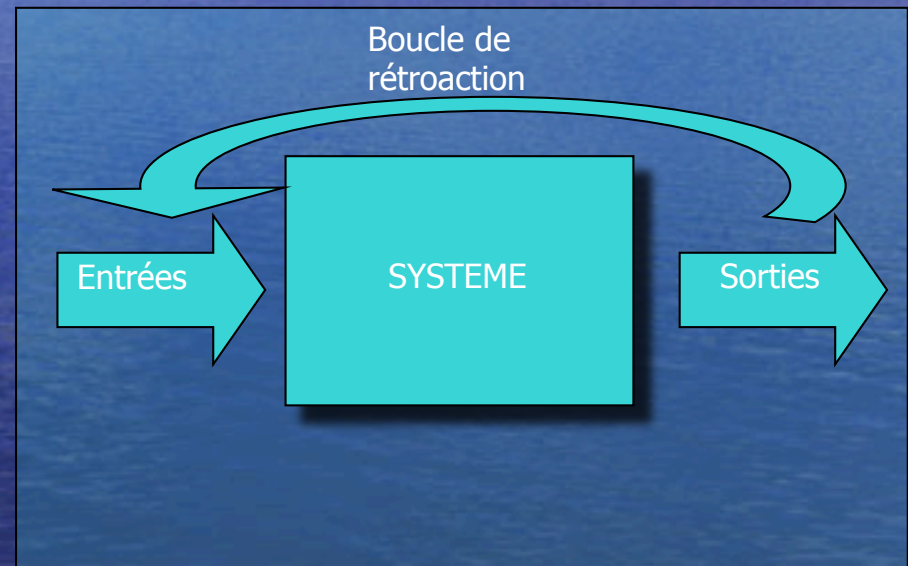 Boucle de
rétroaction
Entrées
SYSTEME
Sorties